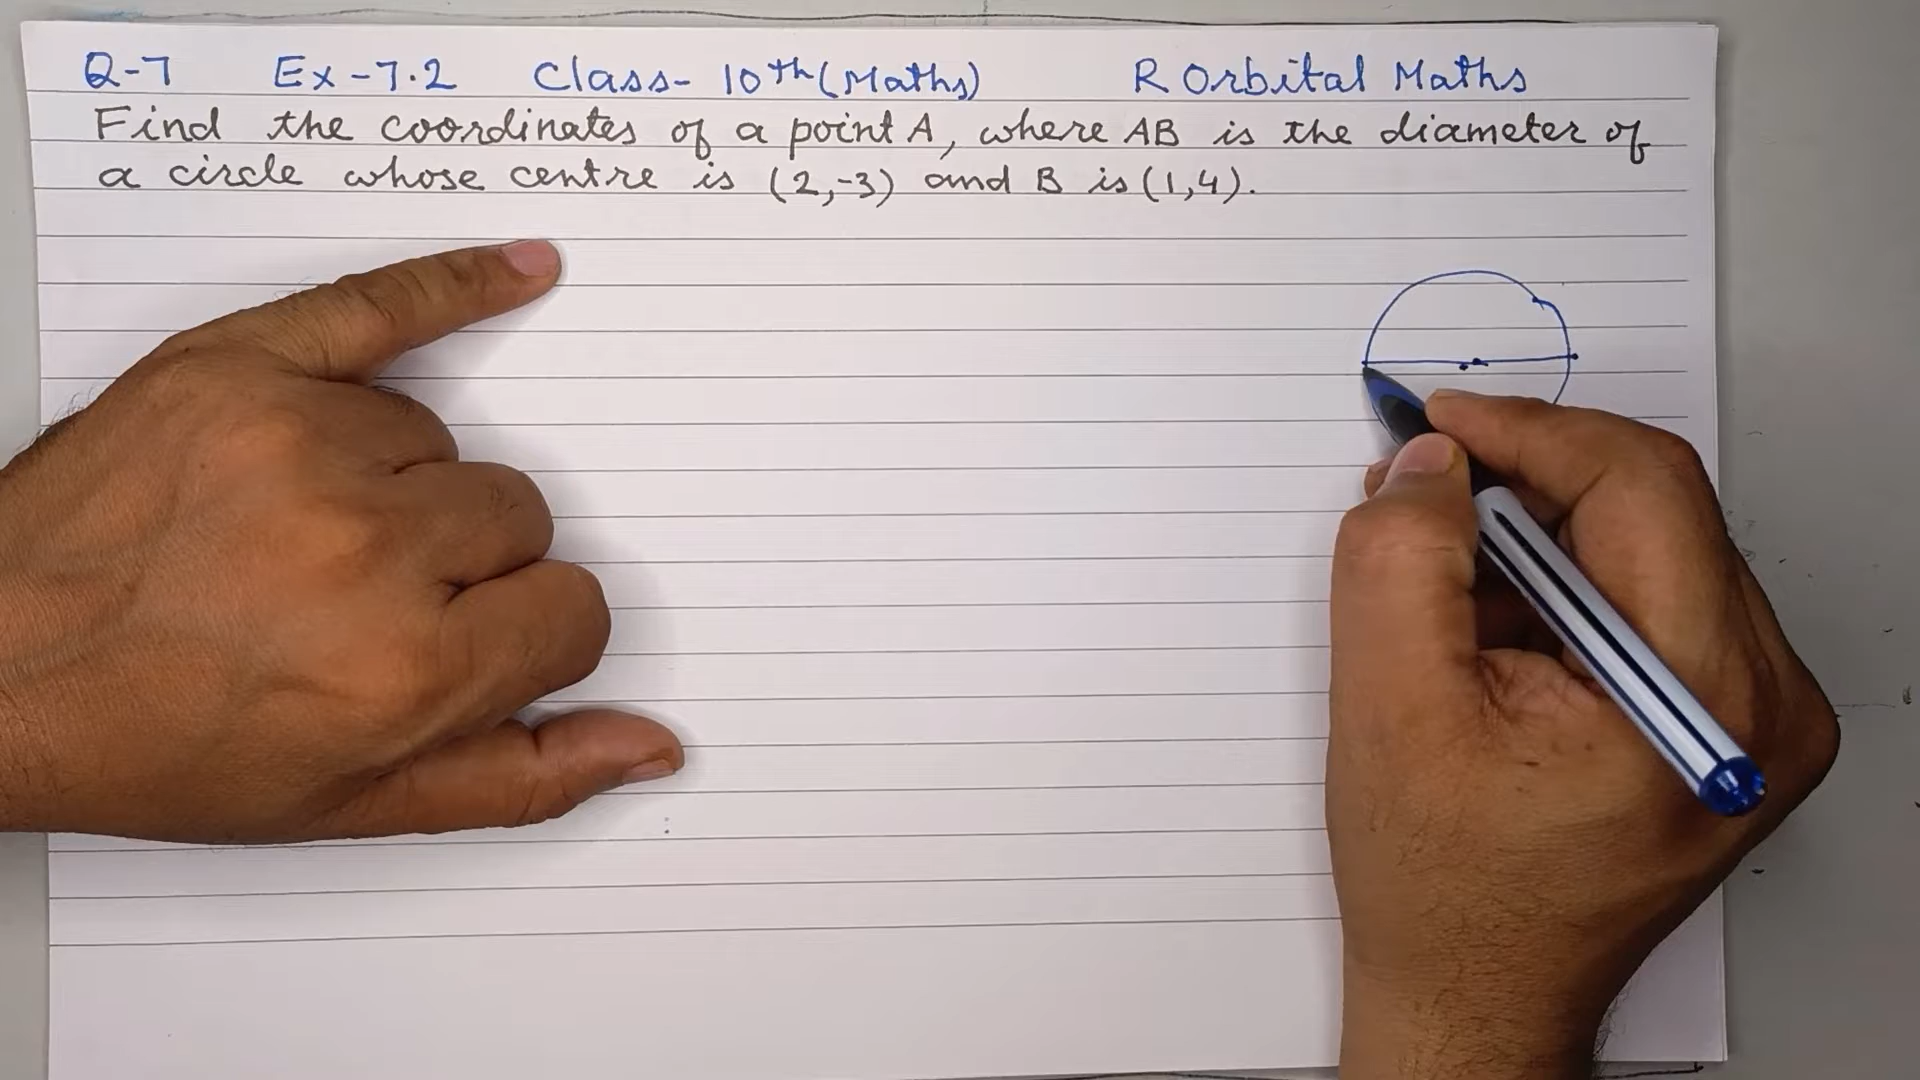 Q-7 Ex-7.2 Class- 10th (Maths) R Orbital Maths
Find the coordinates of a point A, where AB is the diameter of
a circle whose centre is (2,-3) and B is (1,4).